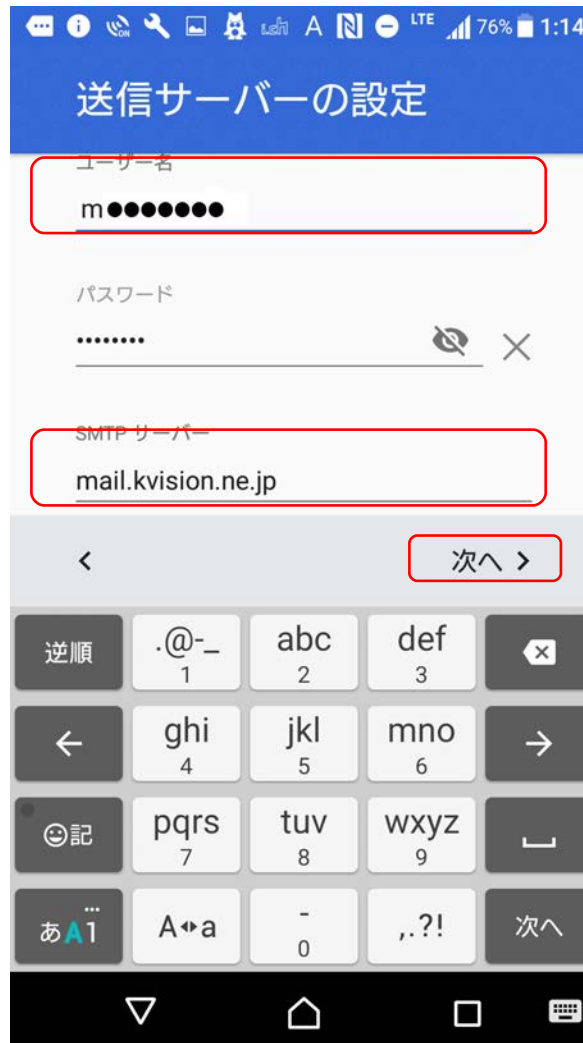 LTE 76% 1:14
送信サーバーの設定
ユーザー名
m●●●●●●●
パスワード
••••••••
SMTP サーバー
mail.kvision.ne.jp
< 次へ >
逆順 .@-_ 1 abc 2 def 3
ghi 4 jkl 5 mno 6
記 pqrs 7 tuv 8 wxyz 9
あA1 A a - 0 ,.?! 次へ